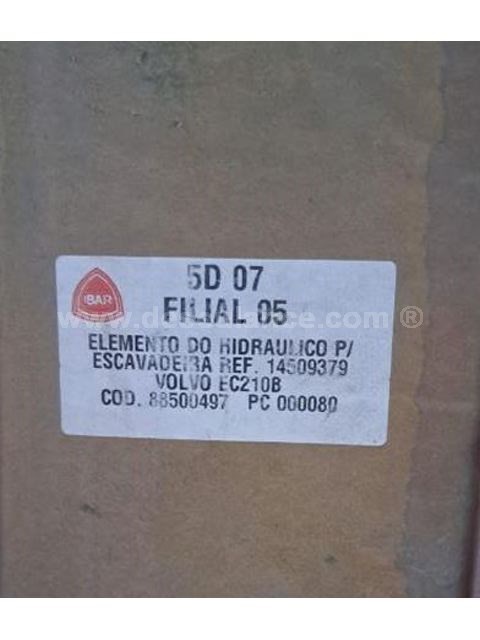 5D 07
FILIAL 05
IBAR
ELEMENTO DO HIDRAULICO P/
ESCAVADEIRA REF. 14509379
VOLVO EC210B
COD. 88500497 PC 000080